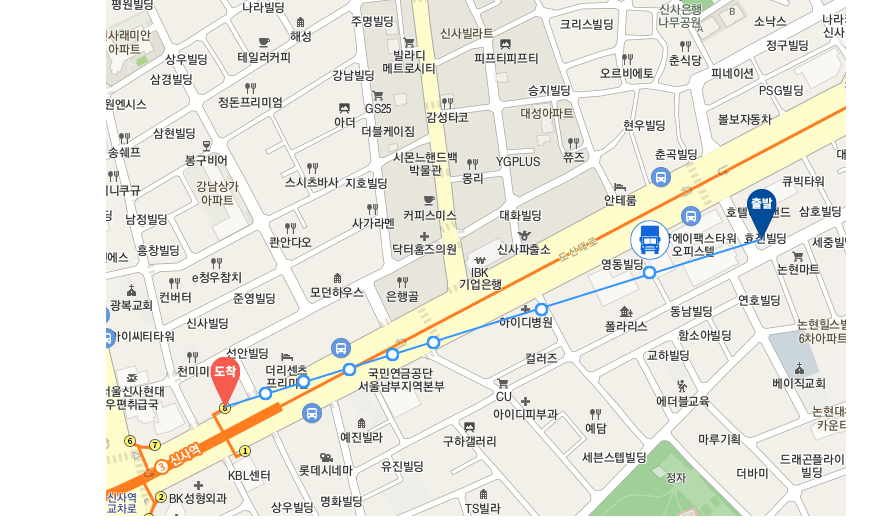 평원빌딩
나라빌딩
주명빌딩
신사빌라트
크리스빌딩
신사은행
나무공원
소낙스
사래미안
아파트
해성
테일러커피
빌라디
메트로시티
피프티피프티
오르비에토
춘식당
정구빌딩
신사
상우빌딩
삼경빌딩
강남빌딩
피네이션
PSG빌딩
원엔시스
정돈프리미엄
아더
GS25
감성타코
승지빌딩
대성아파트
현우빌딩
볼보자동차
삼현빌딩
더블케이짐
송쉐프
봉구비어
시몬느핸드백
박물관
YGPLUS
쮸즈
춘곡빌딩
강남상가
아파트
스시츠바사
지호빌딩
몽리
안테룸
큐빅타워
남정빌딩
사가라멘
커피스미스
대화빌딩
출발
삼호빌딩
흥창빌딩
콴안다오
닥터홈즈의원
신사파출소
도산대로
에이팩스타워
오피스텔
세중빌딩
e청우참치
모던하우스
은행골
IBK
기업은행
영동빌딩
논현마트
컨버터
준영빌딩
광복교회
신사빌딩
아이디병원
폴라리스
동남빌딩
연호빌딩
아이씨티타워
함소아빌딩
논현힐스빌
6차아파트
선안빌딩
천미미
더리센츠
프리미
컬러즈
교하빌딩
도착
국민연금공단
서울남부지역본부
베이직교회
서울신사현대
우편취급국
CU
아이디피부과
에더블교육
8
예진빌라
예담
마루기획
6
7
1
구하갤러리
3
신사역
롯데시네마
유진빌딩
세븐스텝빌딩
드래곤플라이
빌딩
KBL센터
정자
더바미
2
BK성형외과
신사역
교차로
상우빌딩
명화빌딩
TS빌라